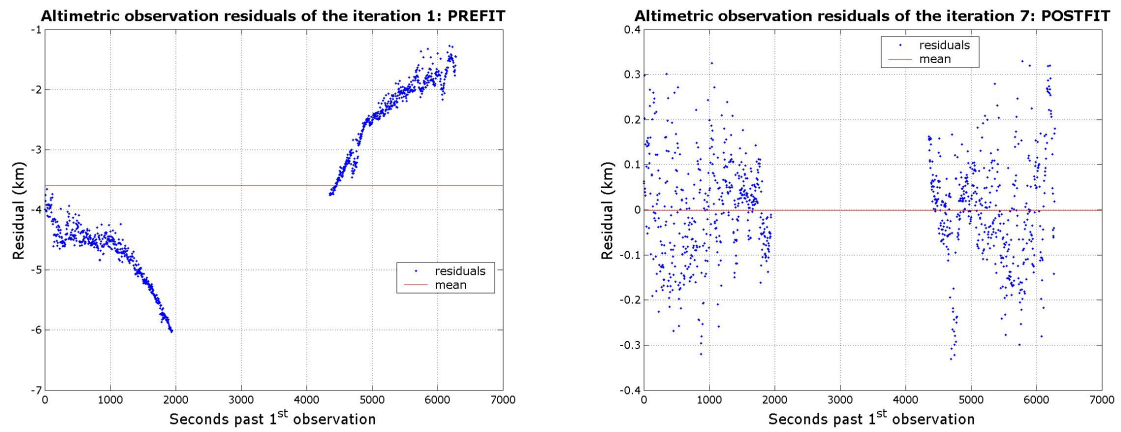 Altimetric observation residuals of the iteration 1: PREFIT
-1
-2
-3
-4
-5
-6
-7
Residual (km)
residuals
mean
0 1000 2000 3000 4000 5000 6000 7000
Seconds past 1st observation
Altimetric observation residuals of the iteration 7: POSTFIT
0.4
0.3
0.2
0.1
0
-0.1
-0.2
-0.3
-0.4
Residual (km)
residuals
mean
0 1000 2000 3000 4000 5000 6000 7000
Seconds past 1st observation